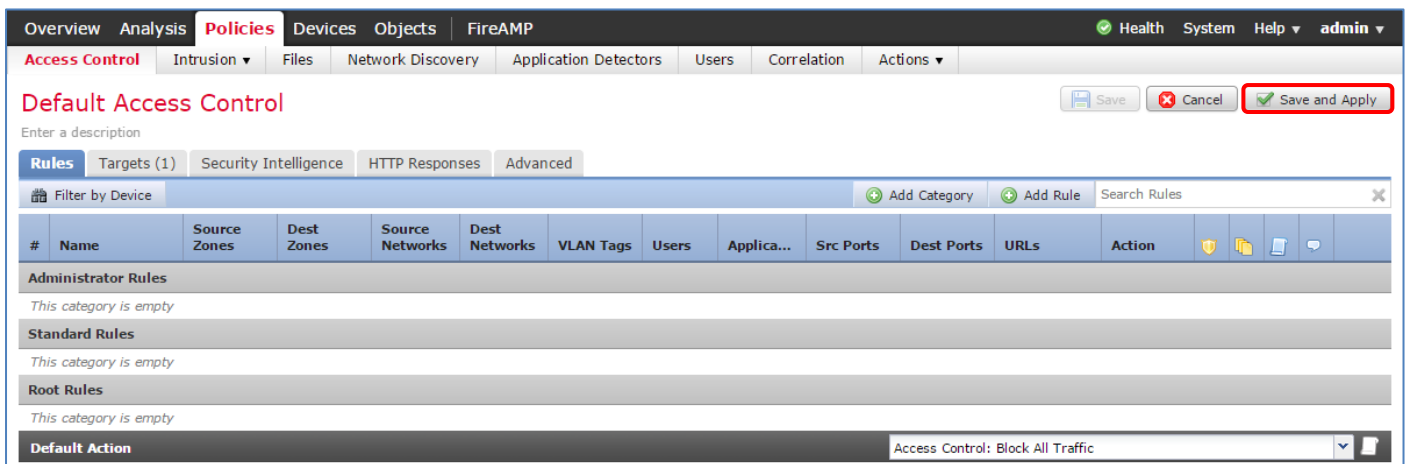 Overview Analysis Policies Devices Objects FireAMP Health System Help admin
Access Control Intrusion Files Network Discovery Application Detectors Users Correlation Actions
Default Access Control Save Cancel Save and Apply
Enter a description
Rules Targets (1) Security Intelligence HTTP Responses Advanced
Filter by Device Add Category Add Rule Search Rules
# Name Source Zones Dest Zones Source Networks Dest Networks VLAN Tags Users Applica... Src Ports Dest Ports URLs Action
Administrator Rules
This category is empty
Standard Rules
This category is empty
Root Rules
This category is empty
Default Action Access Control: Block All Traffic